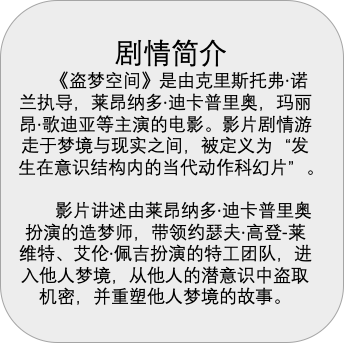 剧情简介
《盗梦空间》是由克里斯托弗·诺
兰执导，莱昂纳多·迪卡普里奥，玛丽
昂·歌迪亚等主演的电影。影片剧情游
走于梦境与现实之间，被定义为“发
生在意识结构内的当代动作科幻片”。
影片讲述由莱昂纳多·迪卡普里奥
扮演的造梦师，带领约瑟夫·高登-莱
维特、艾伦·佩吉扮演的特工团队，进
入他人梦境，从他人的潜意识中盗取
机密，并重塑他人梦境的故事。